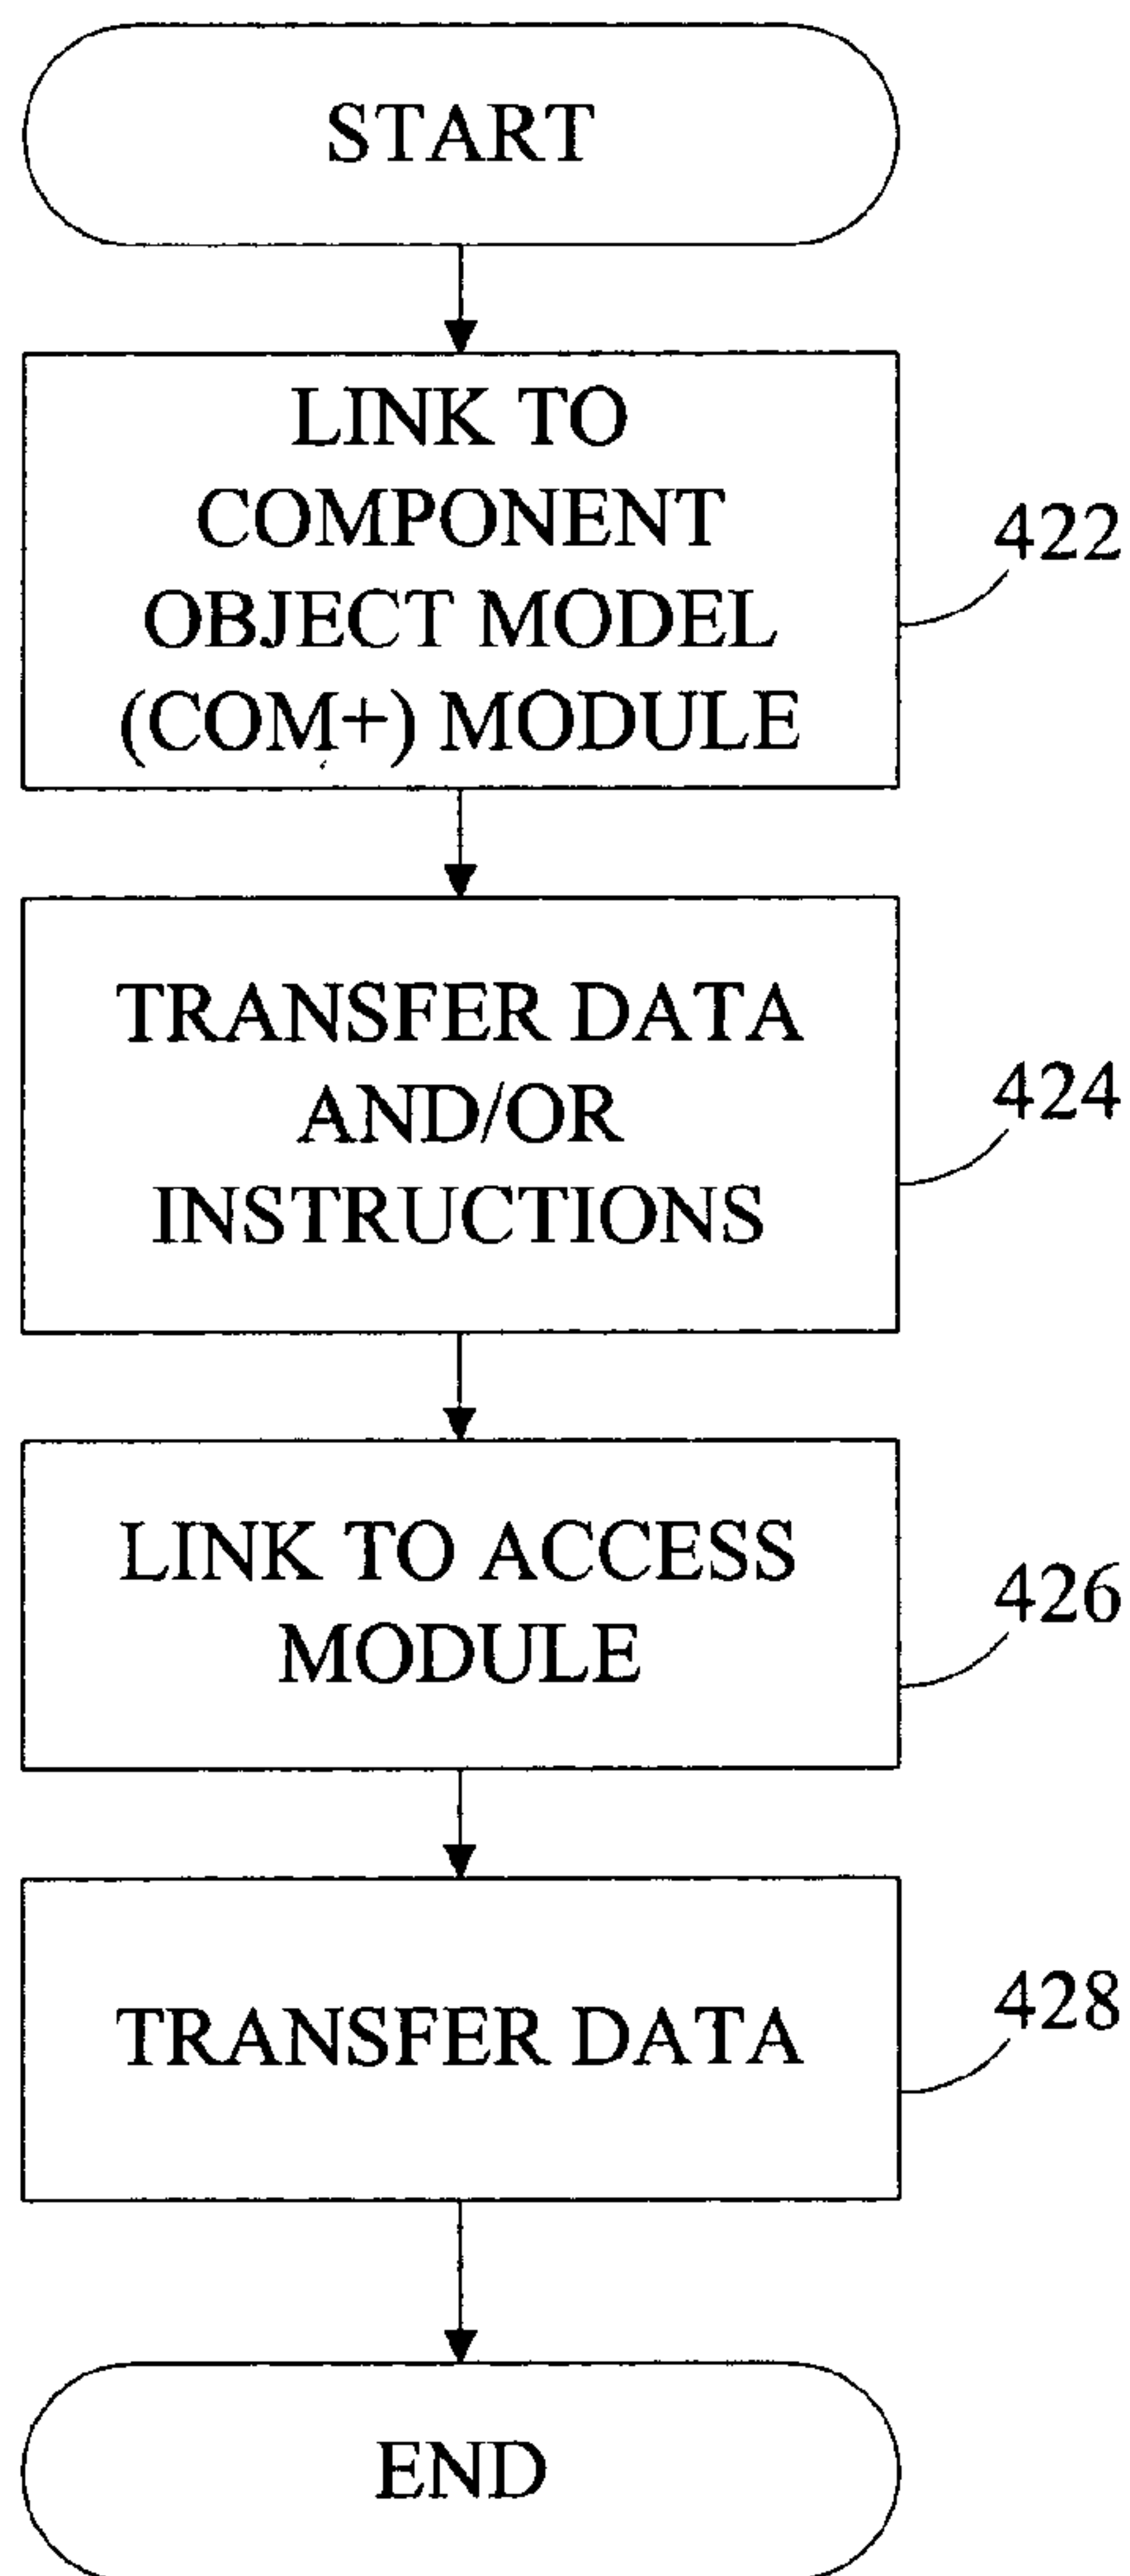 START
LINK TO
COMPONENT
OBJECT MODEL
(COM+) MODULE
422
TRANSFER DATA
AND/OR
INSTRUCTIONS
424
LINK TO ACCESS
MODULE
426
TRANSFER DATA
428
END